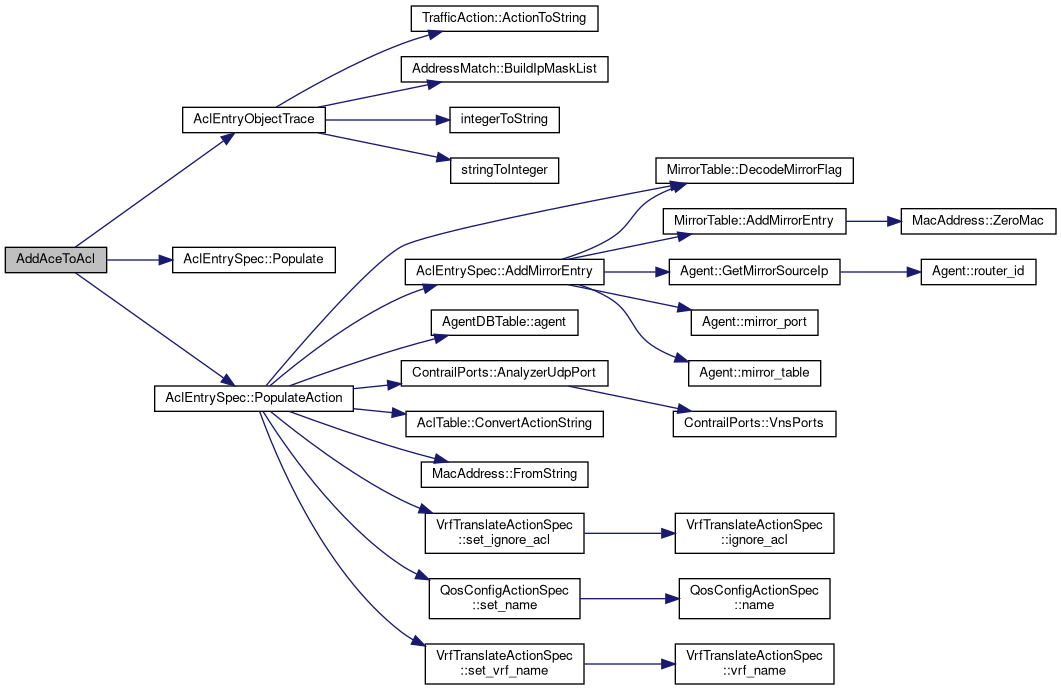 TrafficAction::ActionToString
AddressMatch::BuildIpMaskList
AclEntryObjectTrace
integerToString
stringToInteger
MirrorTable::DecodeMirrorFlag
MirrorTable::AddMirrorEntry
MacAddress::ZeroMac
AddAceToAcl
AclEntrySpec::Populate
AclEntrySpec::AddMirrorEntry
Agent::GetMirrorSourceIp
Agent::router_id
AgentDBTable::agent
Agent::mirror_port
ContrailPorts::AnalyzerUdpPort
Agent::mirror_table
AclEntrySpec::PopulateAction
AclTable::ConvertActionString
ContrailPorts::VnsPorts
MacAddress::FromString
VrfTranslateActionSpec
::set_ignore_acl
VrfTranslateActionSpec
::ignore_acl
QosConfigActionSpec
::set_name
QosConfigActionSpec
::name
VrfTranslateActionSpec
::set_vrf_name
VrfTranslateActionSpec
::vrf_name